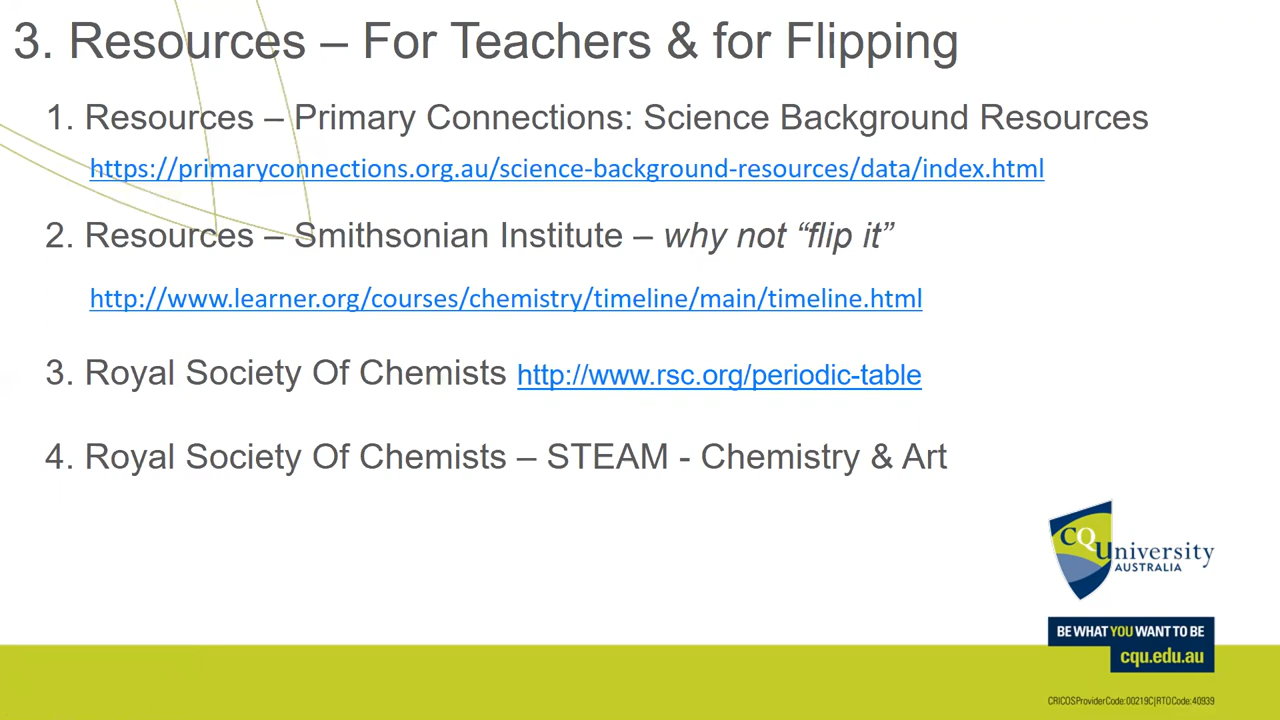 3. Resources – For Teachers & for Flipping
1. Resources – Primary Connections: Science Background Resources
https://primaryconnections.org.au/science-background-resources/data/index.html
2. Resources – Smithsonian Institute – why not “flip it”
http://www.learner.org/courses/chemistry/timeline/main/timeline.html
3. Royal Society Of Chemists http://www.rsc.org/periodic-table
4. Royal Society Of Chemists – STEAM - Chemistry & Art
CQUniversity
AUSTRALIA
BE WHAT YOU WANT TO BE
cqu.edu.au
CRICOS Provider Code: 00219C | RTO Code: 40939